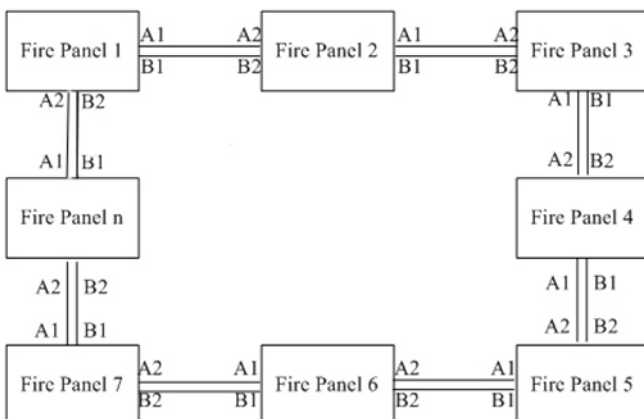 A1 A2 A1 A2
Fire Panel 1 Fire Panel 2 Fire Panel 3
B1 B2 B1 B2
A2 B2 A1 B1
A1 B1 A2 B2
Fire Panel n Fire Panel 4
A2 B2 A1 B1
A1 B1 A2 B2
A2 A1 A2 A1
Fire Panel 7 Fire Panel 6 Fire Panel 5
B2 B1 B2 B1